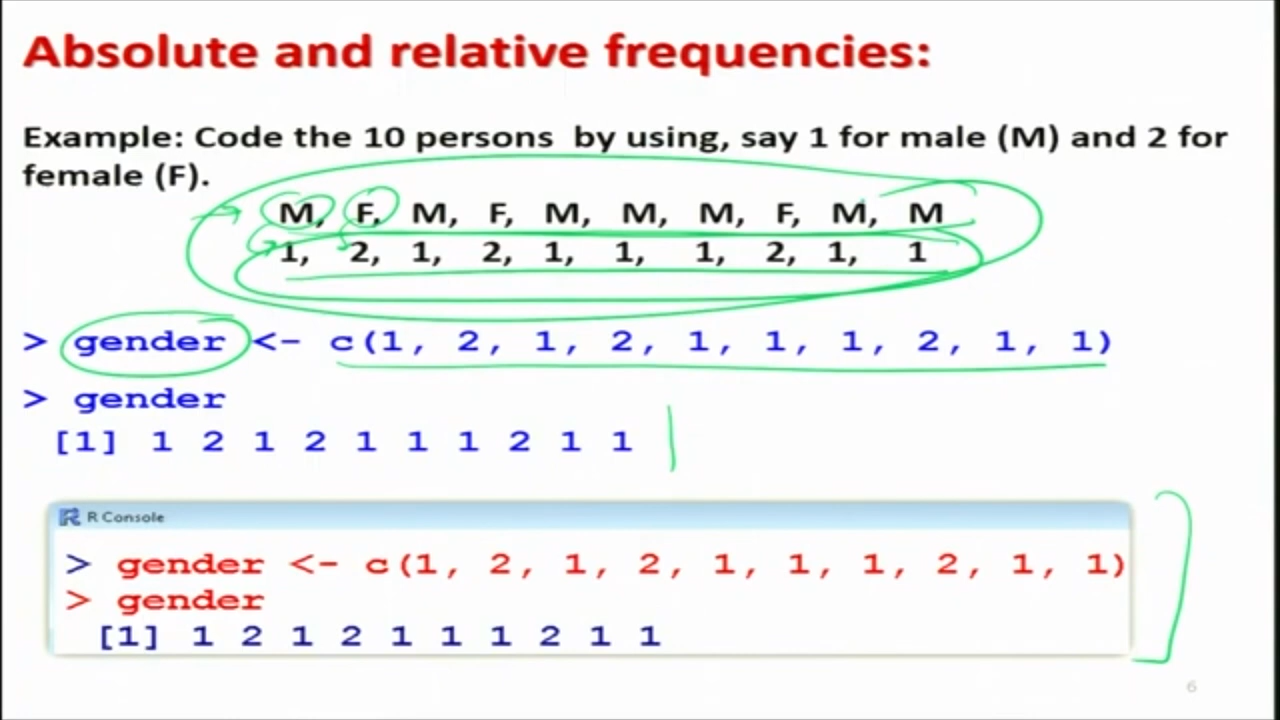 Absolute and relative frequencies:
Example: Code the 10 persons by using, say 1 for male (M) and 2 for
female (F).
M, F, M, F, M, M, M, F, M, M
1, 2, 1, 2, 1, 1, 1, 2, 1, 1
> gender <- c(1, 2, 1, 2, 1, 1, 1, 2, 1, 1)
> gender
[1] 1 2 1 2 1 1 1 2 1 1
R Console
> gender <- c(1, 2, 1, 2, 1, 1, 1, 2, 1, 1)
> gender
[1] 1 2 1 2 1 1 1 2 1 1
6